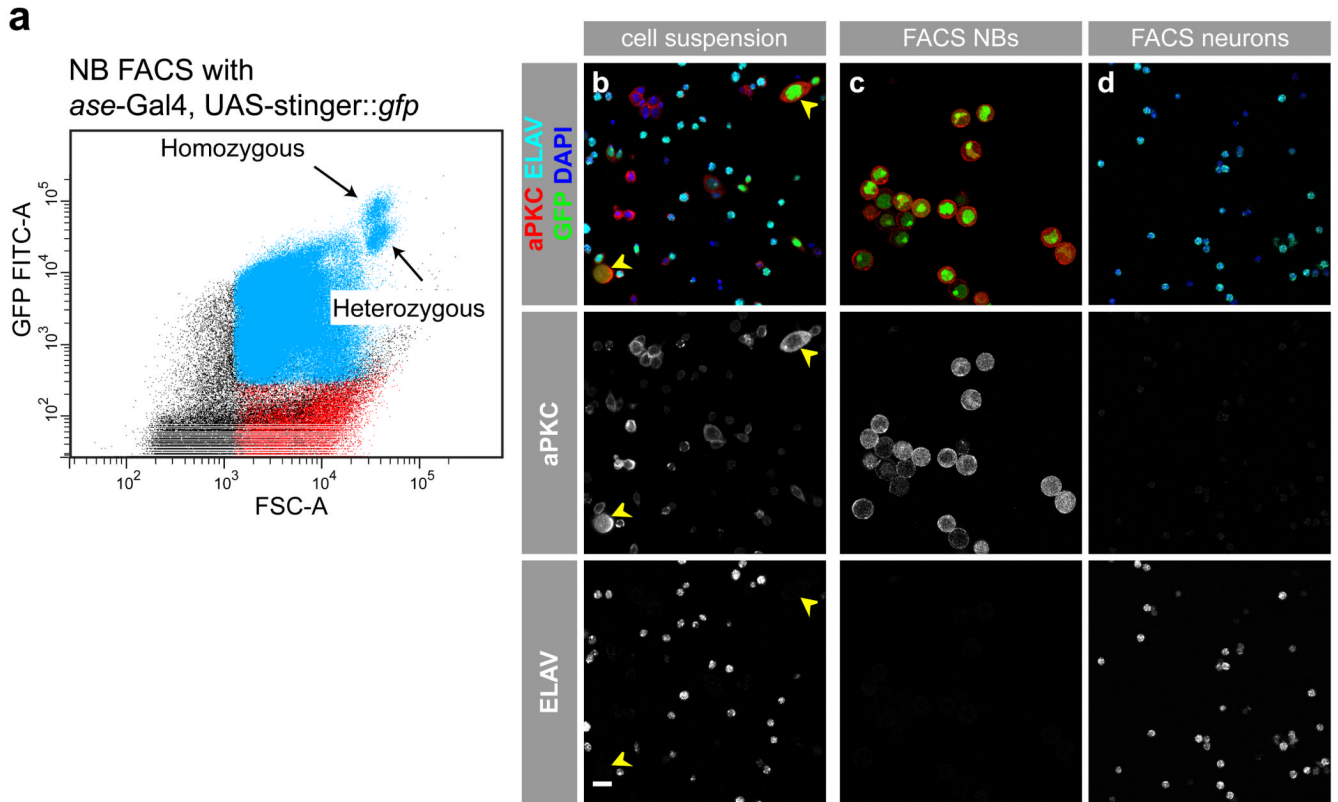 a
NB FACS with
ase-Gal4, UAS-stinger::gfp
Homozygous
Heterozygous
GFP FITC-A
10^5
10^4
10^3
10^2
10^2
10^3
10^4
10^5
FSC-A
cell suspension
FACS NBs
FACS neurons
b
c
d
aPKC ELAV
GFP DAPI
aPKC
ELAV